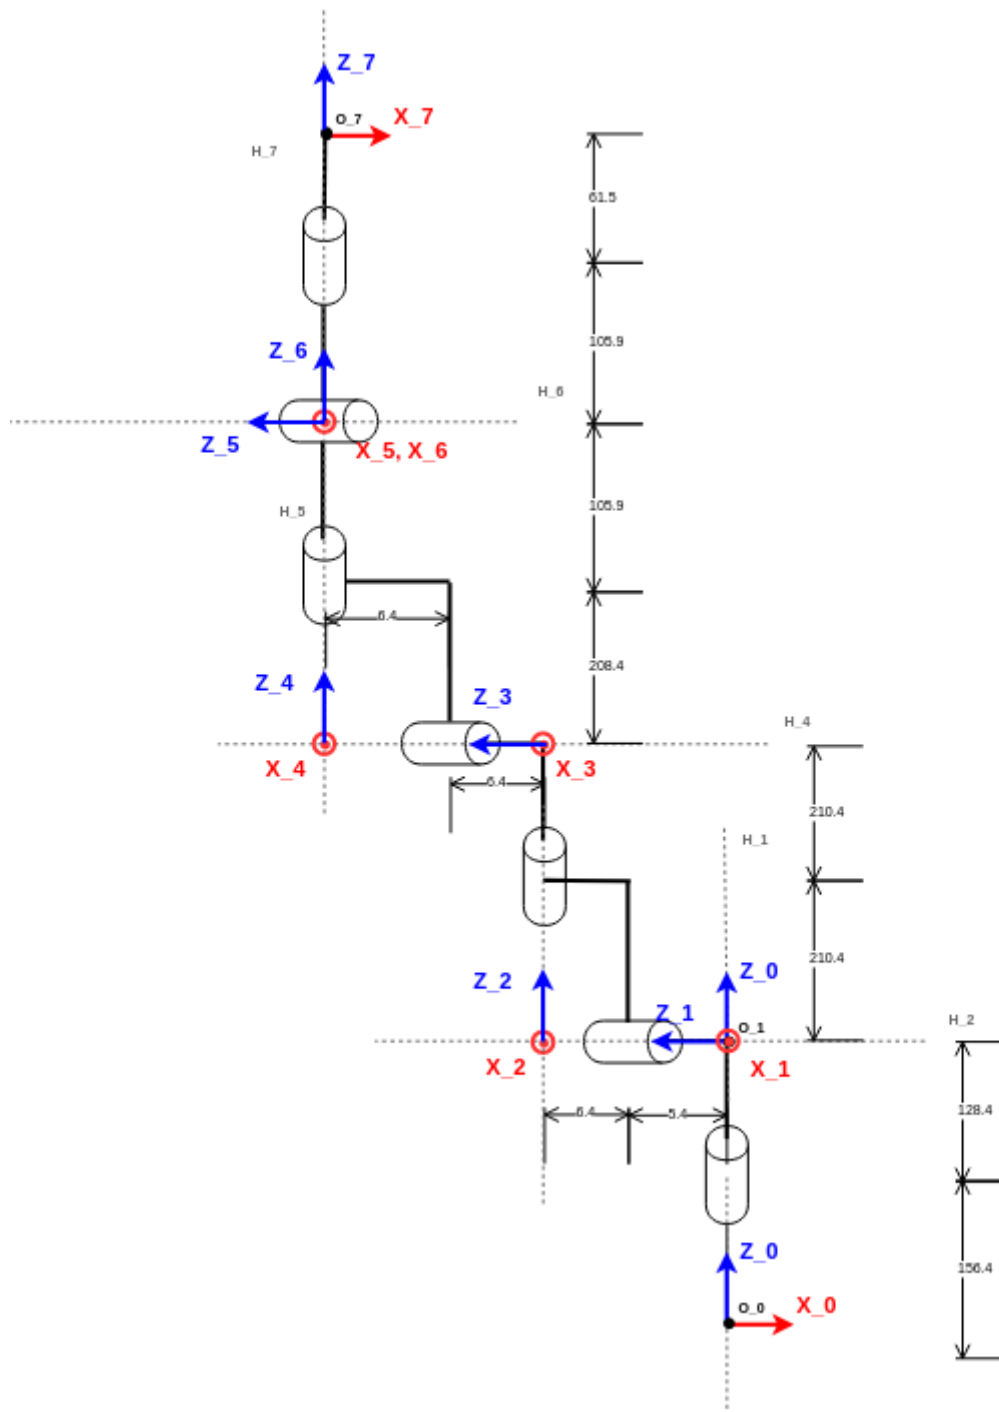 Z_7
O_7
X_7
H_7
61.5
Z_6
105.9
H_6
Z_5
X_5, X_6
105.9
H_5
6.4
208.4
Z_4
Z_3
H_4
X_4
X_3
6.4
210.4
H_1
Z_2
Z_0
210.4
Z_1
O_1
H_2
X_2
X_1
6.4
5.4
128.4
Z_0
156.4
O_0
X_0